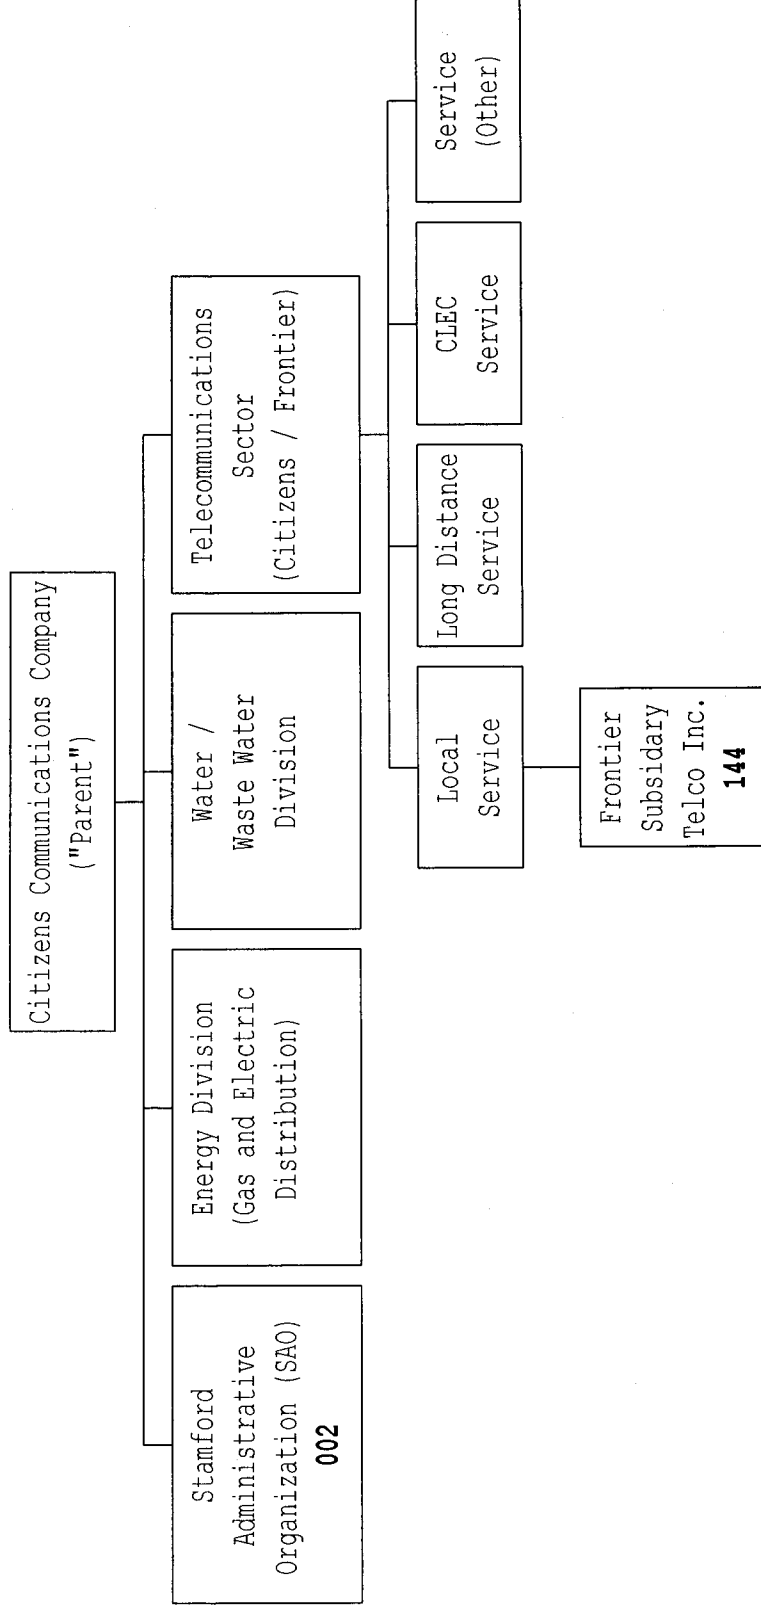 Citizens Communications Company
("Parent")
Stamford
Administrative
Organization (SAO)
002
Energy Division
(Gas and Electric
Distribution)
Water /
Waste Water
Division
Telecommunications
Sector
(Citizens / Frontier)
Local
Service
Long Distance
Service
CLEC
Service
Service
(Other)
Frontier
Subsidary
Telco Inc.
144